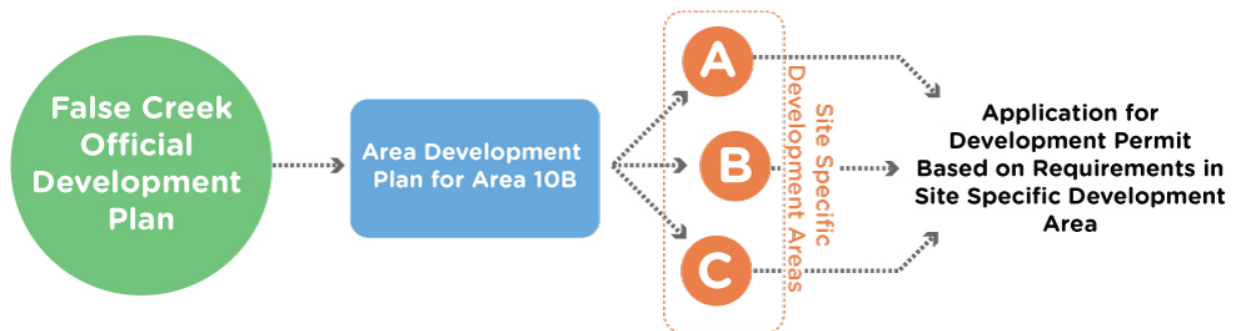 False Creek
Official
Development
Plan
Area Development
Plan for Area 10B
A
B
C
Site Specific
Development Areas
Application for
Development Permit
Based on Requirements in
Site Specific Development
Area